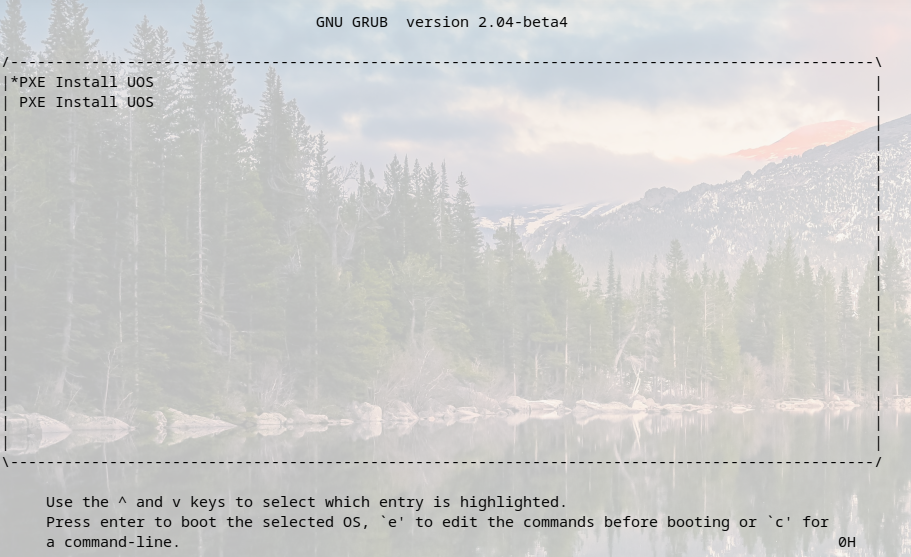 GNU GRUB  version 2.04-beta4
*PXE Install UOS
PXE Install UOS
Use the ^ and v keys to select which entry is highlighted.
Press enter to boot the selected OS, `e' to edit the commands before booting or `c' for
a command-line. 0H